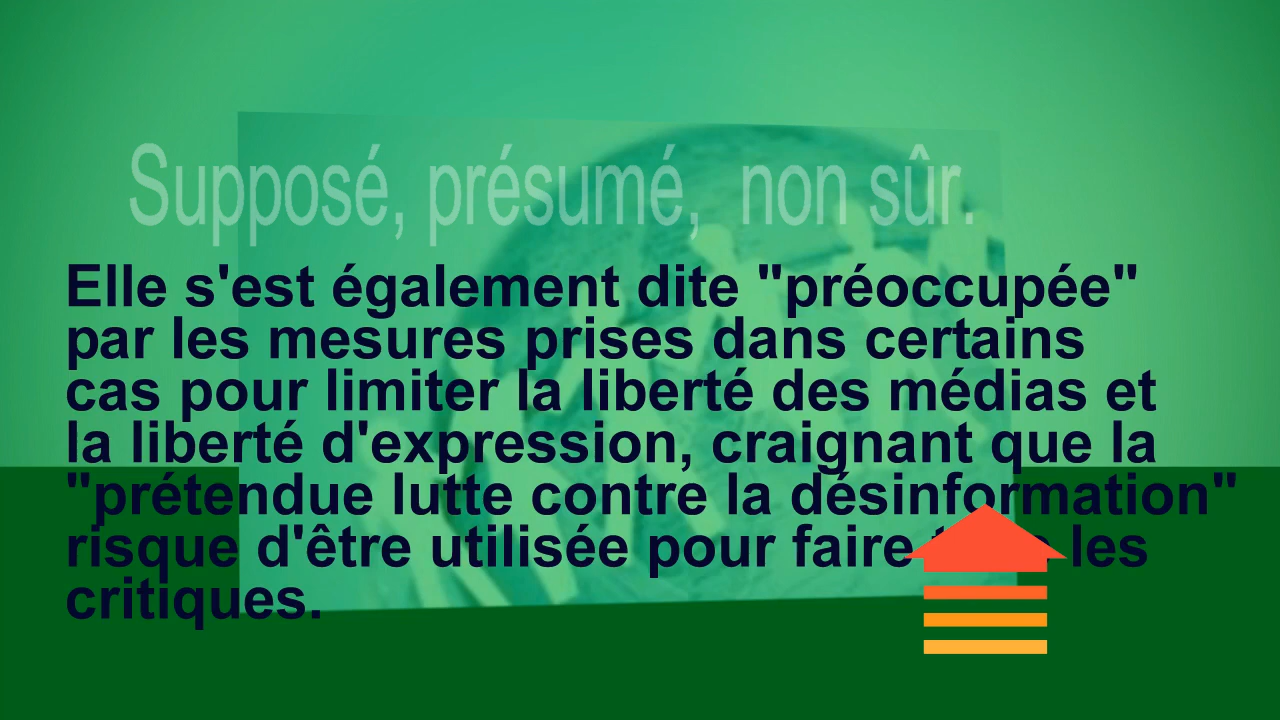 Supposé, présumé, non sûr.
Elle s'est également dite "préoccupée"
par les mesures prises dans certains
cas pour limiter la liberté des médias et
la liberté d'expression, craignant que la
"prétendue lutte contre la désinformation"
risque d'être utilisée pour faire les
critiques.